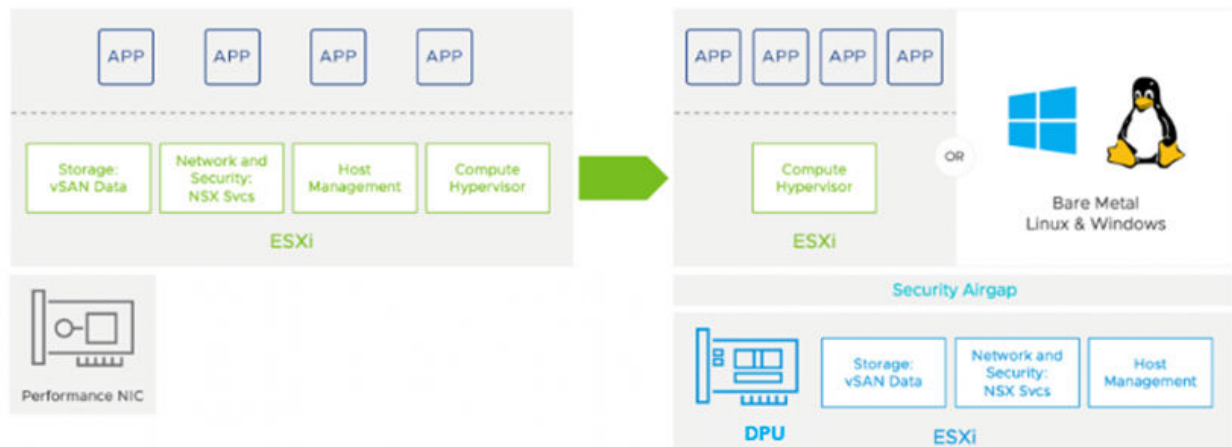 APP
APP
APP
APP
Storage:
vSAN Data
Network and
Security:
NSX Svcs
Host
Management
Compute
Hypervisor
ESXi
Performance NIC
APP
APP
APP
APP
Compute
Hypervisor
ESXi
OR
Bare Metal
Linux & Windows
Security Airgap
DPU
Storage:
vSAN Data
Network and
Security:
NSX Svcs
Host
Management
ESXi